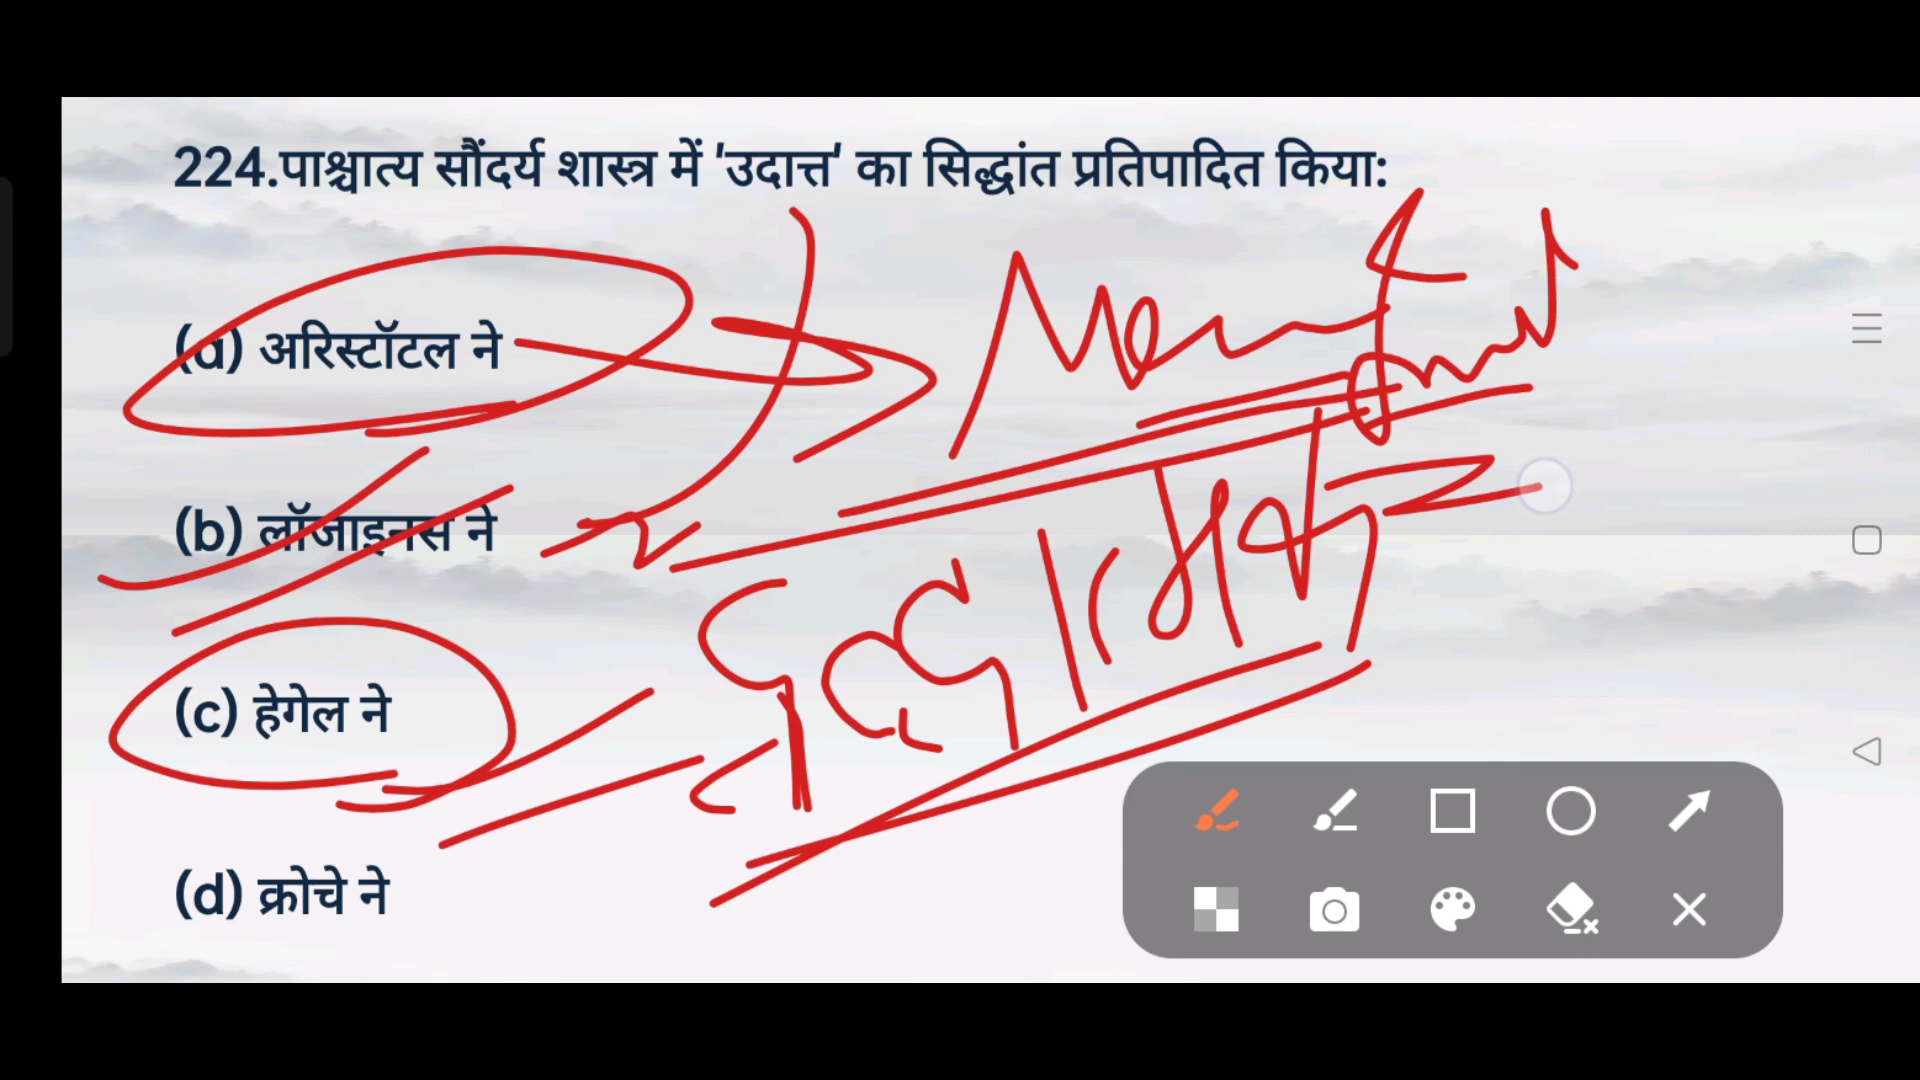 224.पाश्चात्य सौंदर्य शास्त्र में 'उदात्त' का सिद्धांत प्रतिपादित किया:
(a) अरिस्टॉटल ने
(b) लॉजाइनस ने
(c) हेगेल ने
(d) क्रोचे ने